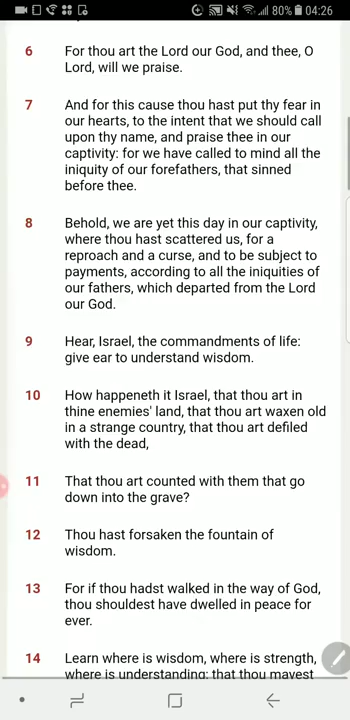 80% 04:26
6 For thou art the Lord our God, and thee, O
Lord, will we praise.
7 And for this cause thou hast put thy fear in
our hearts, to the intent that we should call
upon thy name, and praise thee in our
captivity: for we have called to mind all the
iniquity of our forefathers, that sinned
before thee.
8 Behold, we are yet this day in our captivity,
where thou hast scattered us, for a
reproach and a curse, and to be subject to
payments, according to all the iniquities of
our fathers, which departed from the Lord
our God.
9 Hear, Israel, the commandments of life:
give ear to understand wisdom.
10 How happeneth it Israel, that thou art in
thine enemies' land, that thou art waxen old
in a strange country, that thou art defiled
with the dead,
11 That thou art counted with them that go
down into the grave?
12 Thou hast forsaken the fountain of
wisdom.
13 For if thou hadst walked in the way of God,
thou shouldest have dwelled in peace for
ever.
14 Learn where is wisdom, where is strength,
where is understanding: that thou mayest